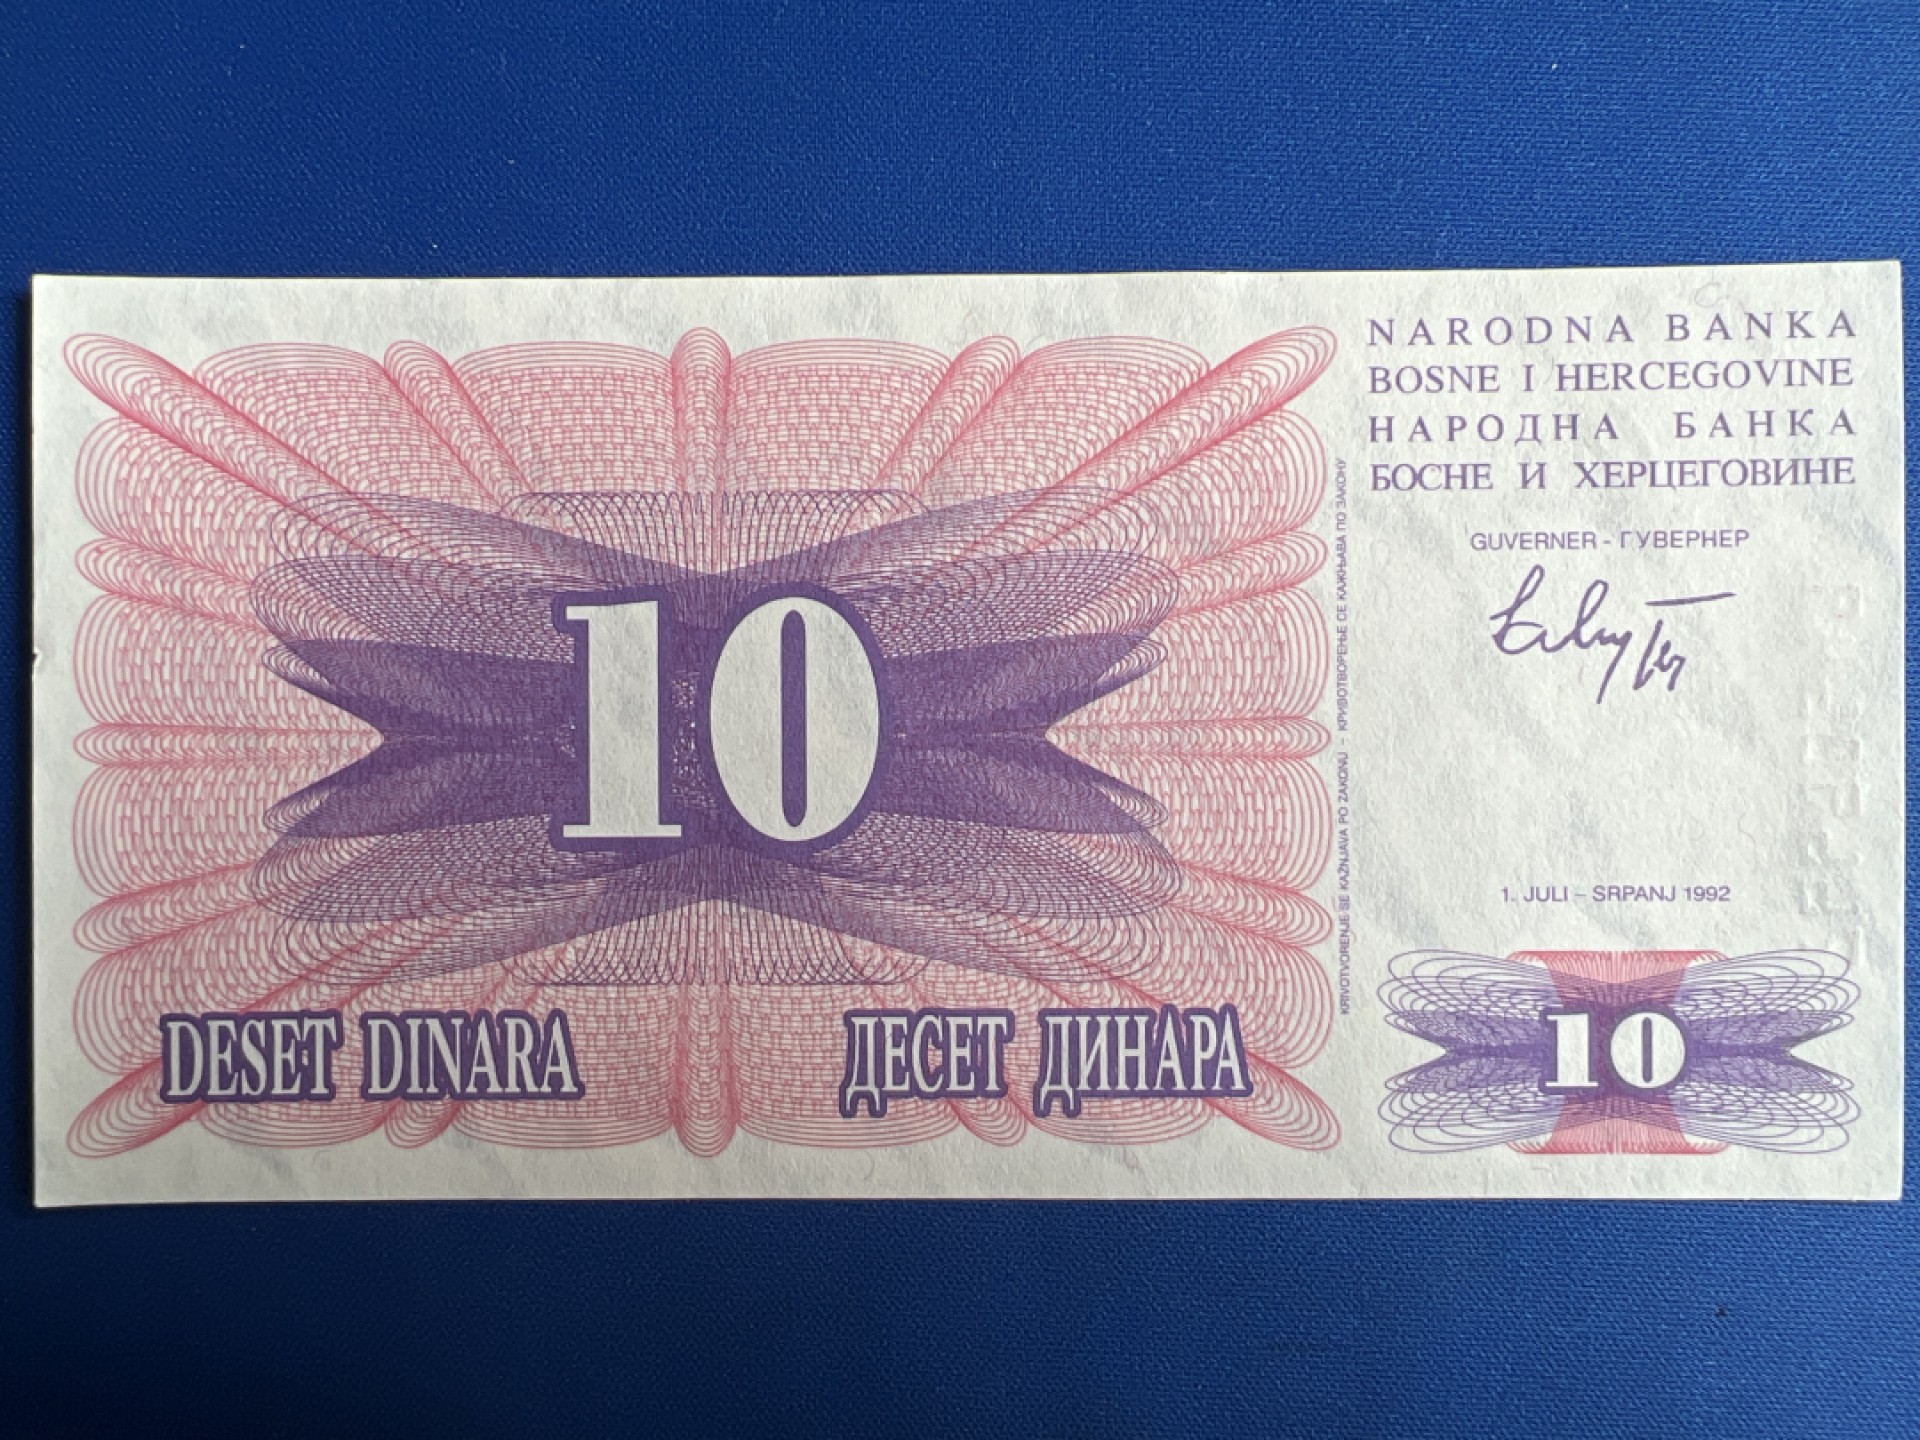 NARODNA BANKA
BOSNE I HERCEGOVINE
НАРОДНА БАНКА
БОСНЕ И ХЕРЦЕГОВИНЕ
GUVERNER - ГУВЕРНЕР
10
KRIVOTVORENJE SE KAŽNJAVA PO ZAKONU - КРИВОТВОРЕЊЕ СЕ КАЖЊАВА ПО ЗАКОНУ
1. JULI – SRPANJ 1992
DESET DINARA ДЕСЕТ ДИНАРА
10